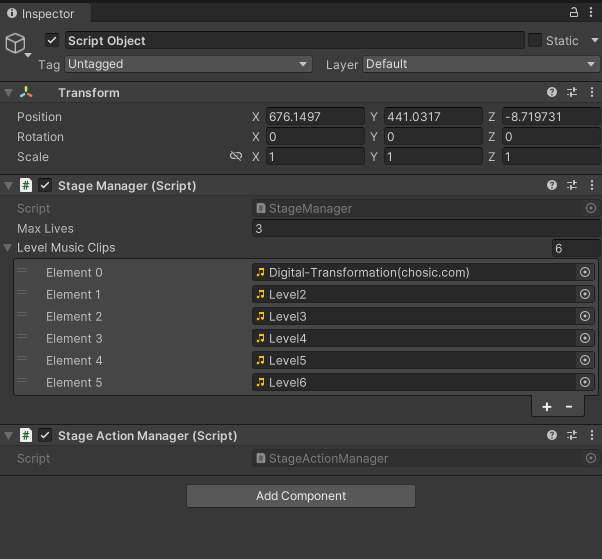 Inspector
Script Object Static
Tag Untagged Layer Default
Transform
Position X 676.1497 Y 441.0317 Z -8.719731
Rotation X 0 Y 0 Z 0
Scale X 1 Y 1 Z 1
# Stage Manager (Script)
Script # StageManager
Max Lives 3
Level Music Clips 6
Element 0 Digital-Transformation(chosic.com)
Element 1 Level2
Element 2 Level3
Element 3 Level4
Element 4 Level5
Element 5 Level6
+ -
# Stage Action Manager (Script)
Script # StageActionManager
Add Component